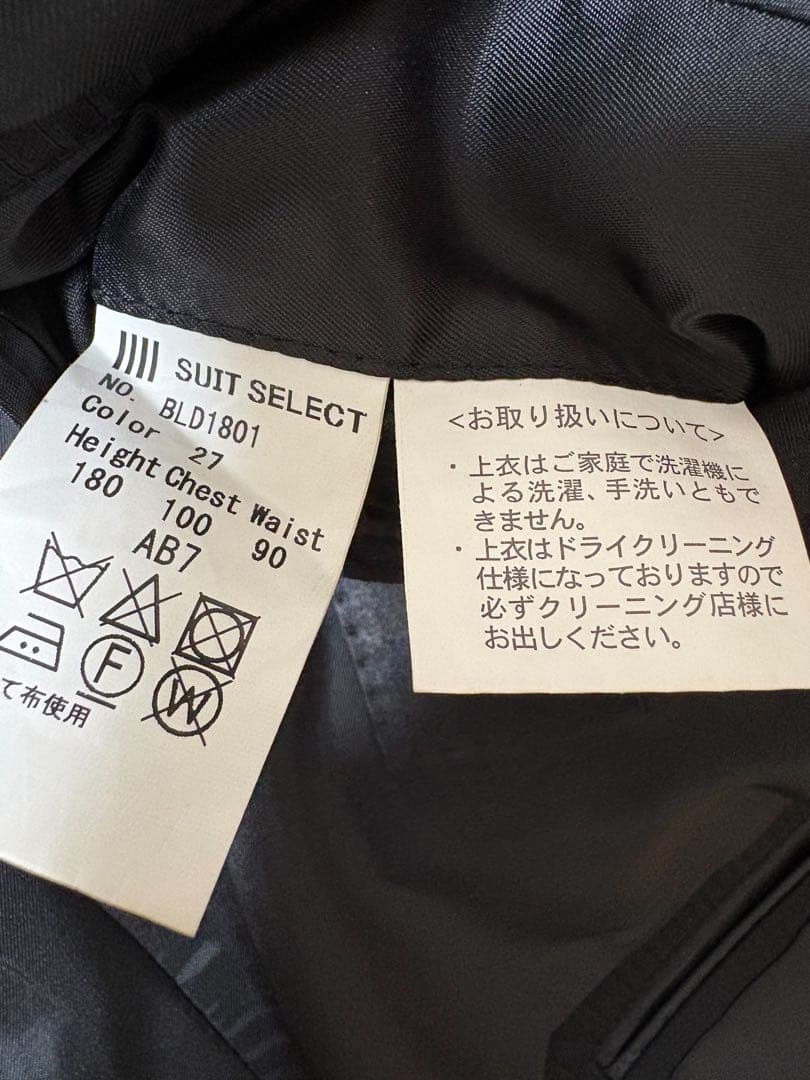 SUIT SELECT
NO. BLD1801
Color 27
Height Chest Waist
180 100 90
AB7
F
W
て布使用
<お取り扱いについて>
・上衣はご家庭で洗濯機に
よる洗濯、手洗いともで
きません。
・上衣はドライクリーニング
仕様になっておりますので
必ずクリーニング店様に
お出しください。